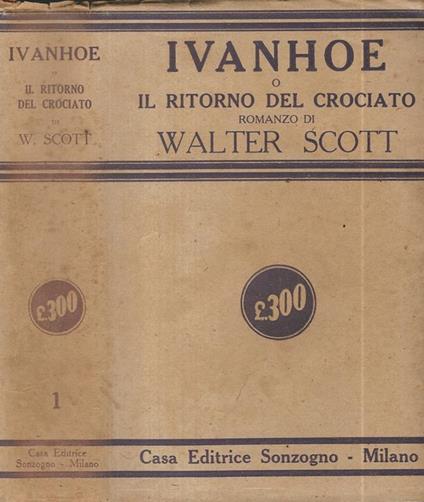 IVANHOE
O
IL RITORNO
DEL CROCIATO
DI
W. SCOTT
£.300
1
Casa Editrice
Sonzogno - Milano
IVANHOE
O
IL RITORNO DEL CROCIATO
ROMANZO DI
WALTER SCOTT
£.300
Casa Editrice Sonzogno - Milano